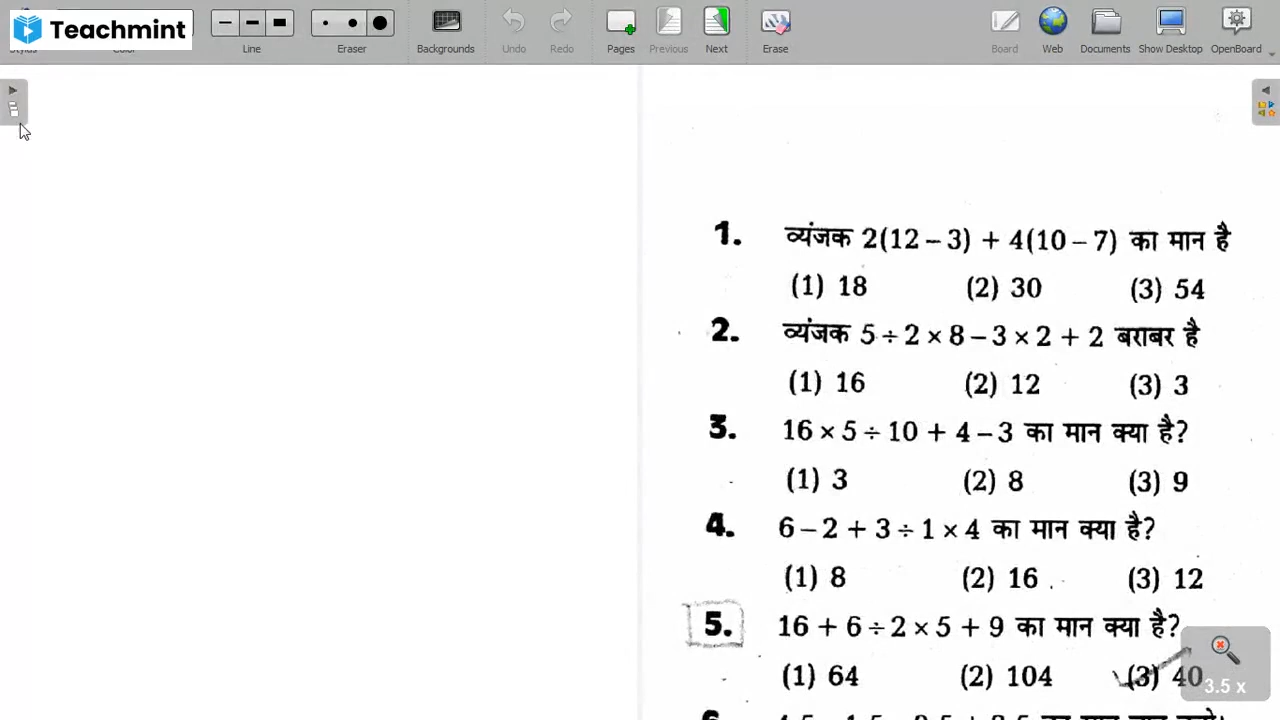 Teachmint
Line
Eraser
Backgrounds
Undo
Redo
Pages
Previous
Next
Erase
Board
Web
Documents
Show Desktop
OpenBoard
1. व्यंजक 2(12 – 3) + 4(10 – 7) का मान है
(1) 18 (2) 30 (3) 54
2. व्यंजक 5 ÷ 2 × 8 – 3 × 2 + 2 बराबर है
(1) 16 (2) 12 (3) 3
3. 16 × 5 ÷ 10 + 4 – 3 का मान क्या है?
(1) 3 (2) 8 (3) 9
4. 6 – 2 + 3 ÷ 1 × 4 का मान क्या है?
(1) 8 (2) 16 (3) 12
5. 16 + 6 ÷ 2 × 5 + 9 का मान क्या है?
(1) 64 (2) 104 (3) 40
3.5 x